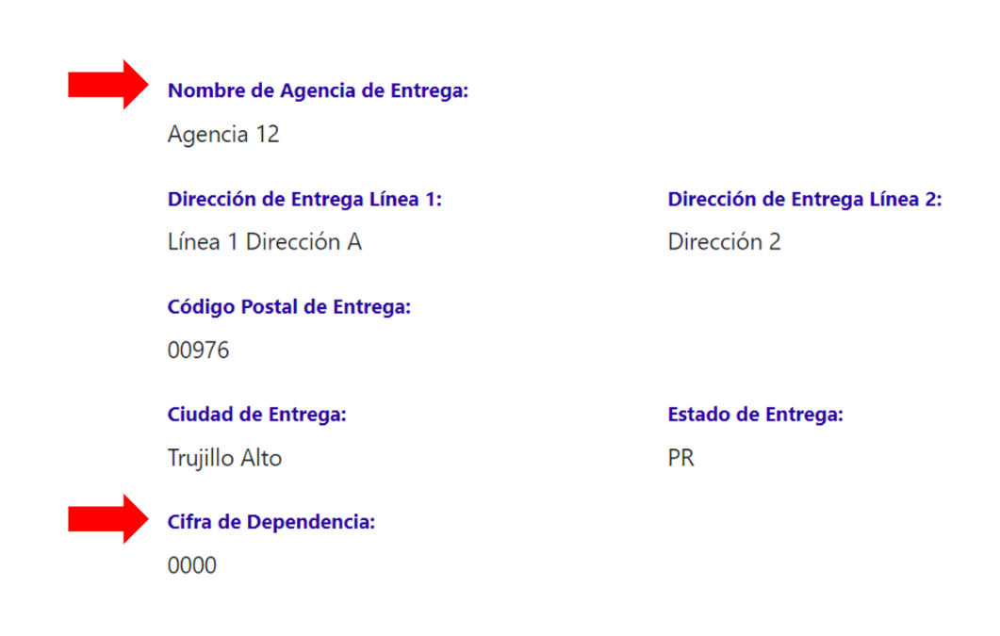 Nombre de Agencia de Entrega:
Agencia 12
Dirección de Entrega Línea 1:
Dirección de Entrega Línea 2:
Línea 1 Dirección A
Dirección 2
Código Postal de Entrega:
00976
Ciudad de Entrega:
Estado de Entrega:
Trujillo Alto
PR
Cifra de Dependencia:
0000